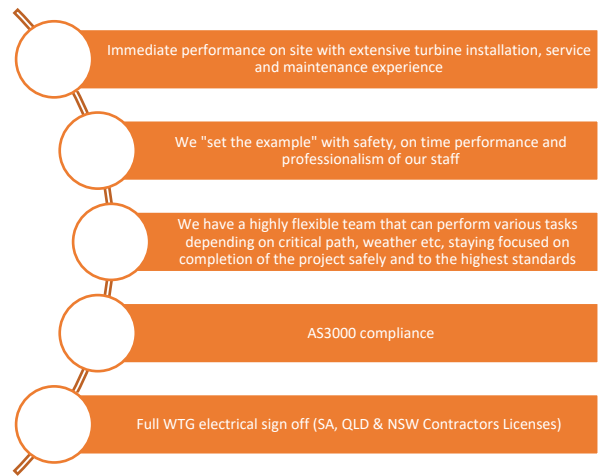 Immediate performance on site with extensive turbine installation, service
and maintenance experience
We "set the example" with safety, on time performance and
professionalism of our staff
We have a highly flexible team that can perform various tasks
depending on critical path, weather etc, staying focused on
completion of the project safely and to the highest standards
AS3000 compliance
Full WTG electrical sign off (SA, QLD & NSW Contractors Licenses)